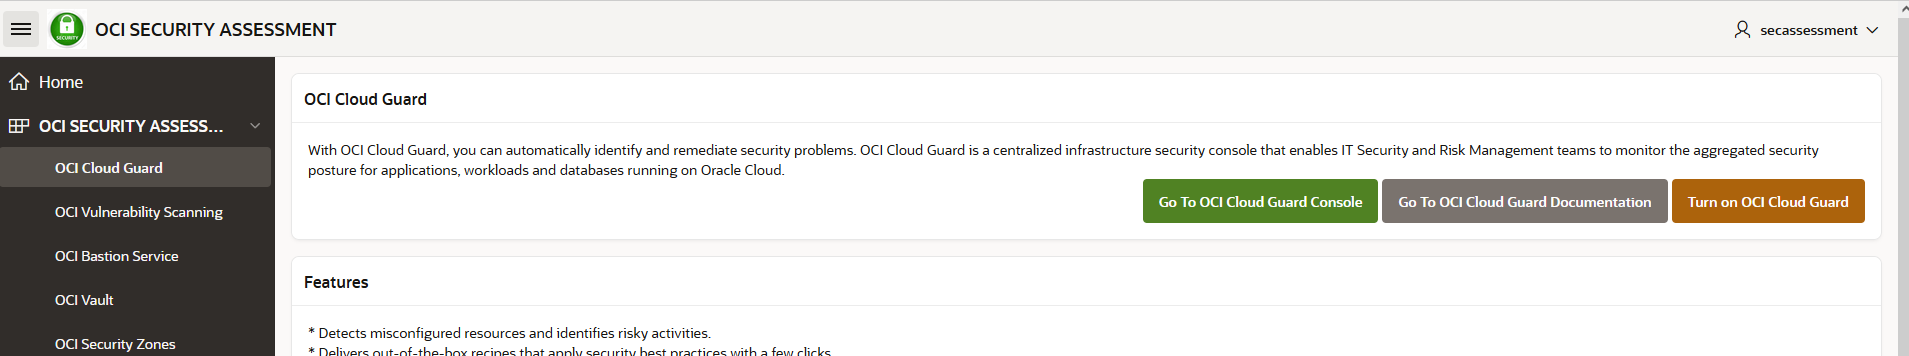 SECURITY
OCI SECURITY ASSESSMENT
secassessment
Home
OCI SECURITY ASSESS...
OCI Cloud Guard
OCI Vulnerability Scanning
OCI Bastion Service
OCI Vault
OCI Security Zones
OCI Cloud Guard
With OCI Cloud Guard, you can automatically identify and remediate security problems. OCI Cloud Guard is a centralized infrastructure security console that enables IT Security and Risk Management teams to monitor the aggregated security
posture for applications, workloads and databases running on Oracle Cloud.
Go To OCI Cloud Guard Console
Go To OCI Cloud Guard Documentation
Turn on OCI Cloud Guard
Features
* Detects misconfigured resources and identifies risky activities.
* Delivers out-of-the-box recipes that apply security best practices with a few clicks